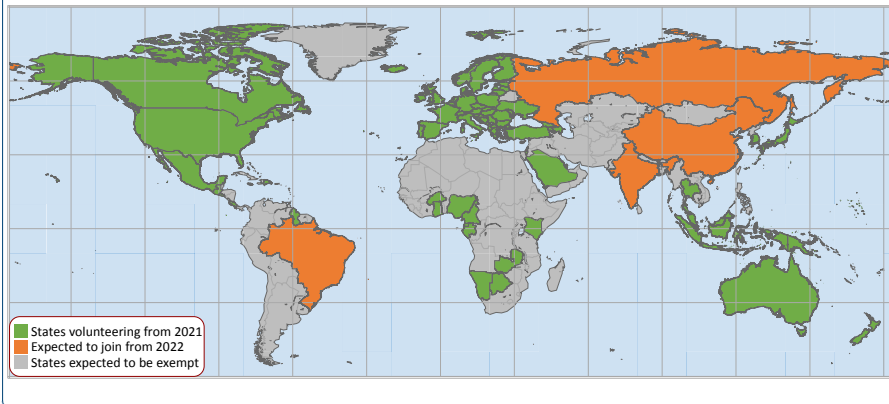 States volunteering from 2021
Expected to join from 2022
States expected to be exempt